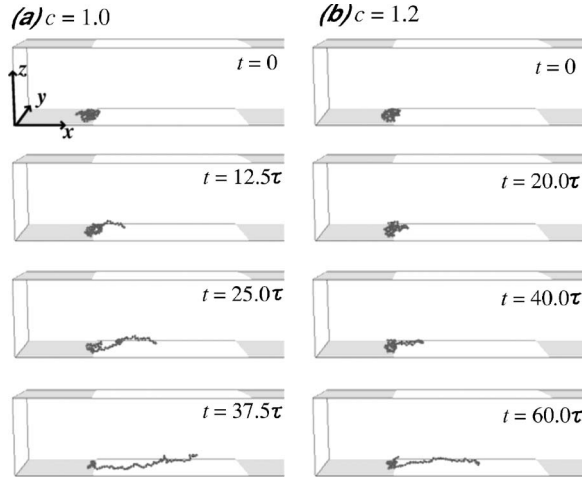 (a) c = 1.0
t = 0
z
y
x
t = 12.5τ
t = 25.0τ
t = 37.5τ
(b) c = 1.2
t = 0
t = 20.0τ
t = 40.0τ
t = 60.0τ